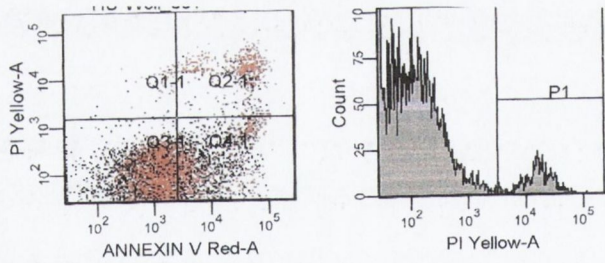 PI Yellow-A
10^5
10^4
10^3
10^2
Q1-1
Q2-1
Q3-1
Q4-1
10^2 10^3 10^4 10^5
ANNEXIN V Red-A
Count
75
50
25
0
P1
10^2 10^3 10^4 10^5
PI Yellow-A